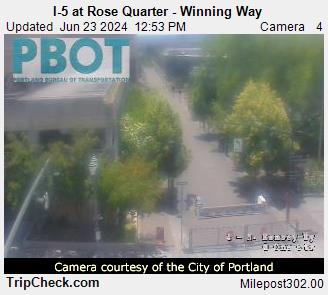 I-5 at Rose Quarter - Winning Way
Updated Jun 23 2024 12:53 PM Camera 4
PBOT
PORTLAND BUREAU OF TRANSPORTATION
Camera courtesy of the City of Portland
TripCheck.com Milepost302.00